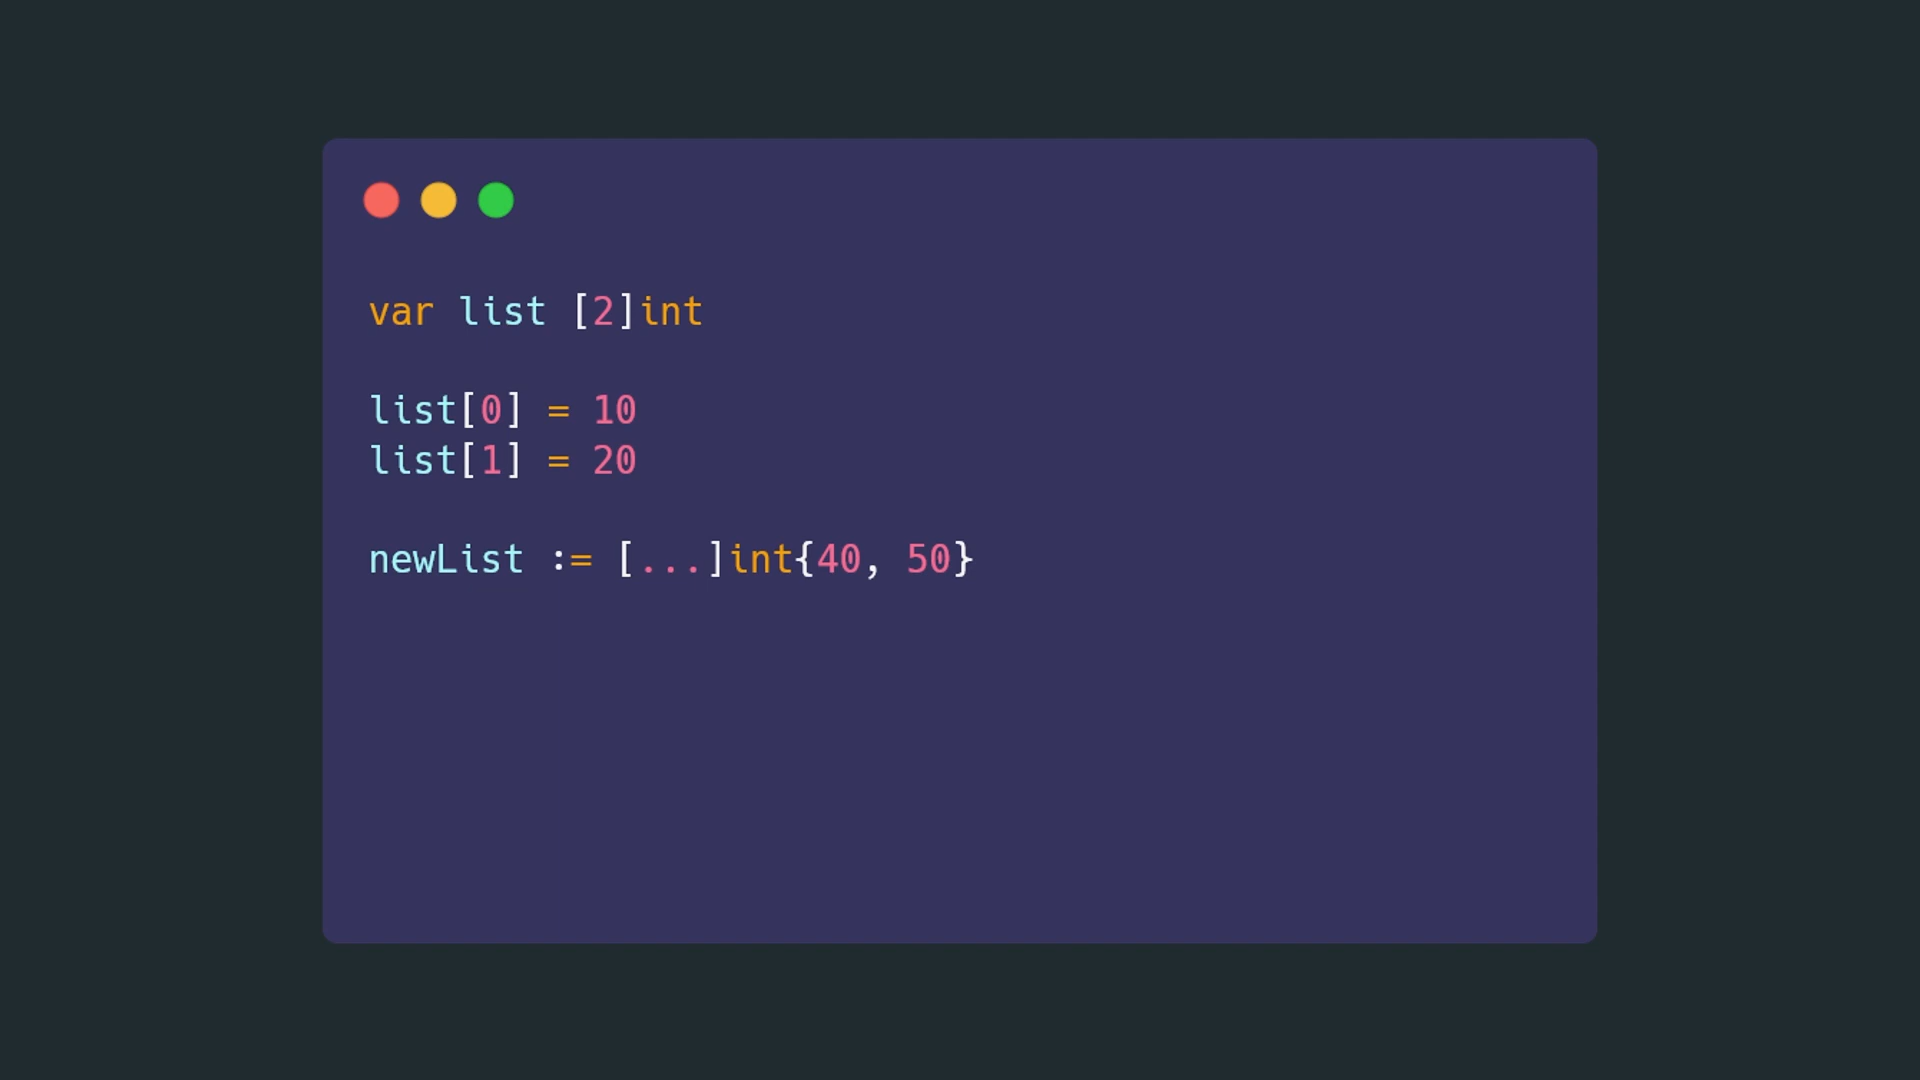 var list [2]int
list[0] = 10
list[1] = 20
newList := [...]int{40, 50}